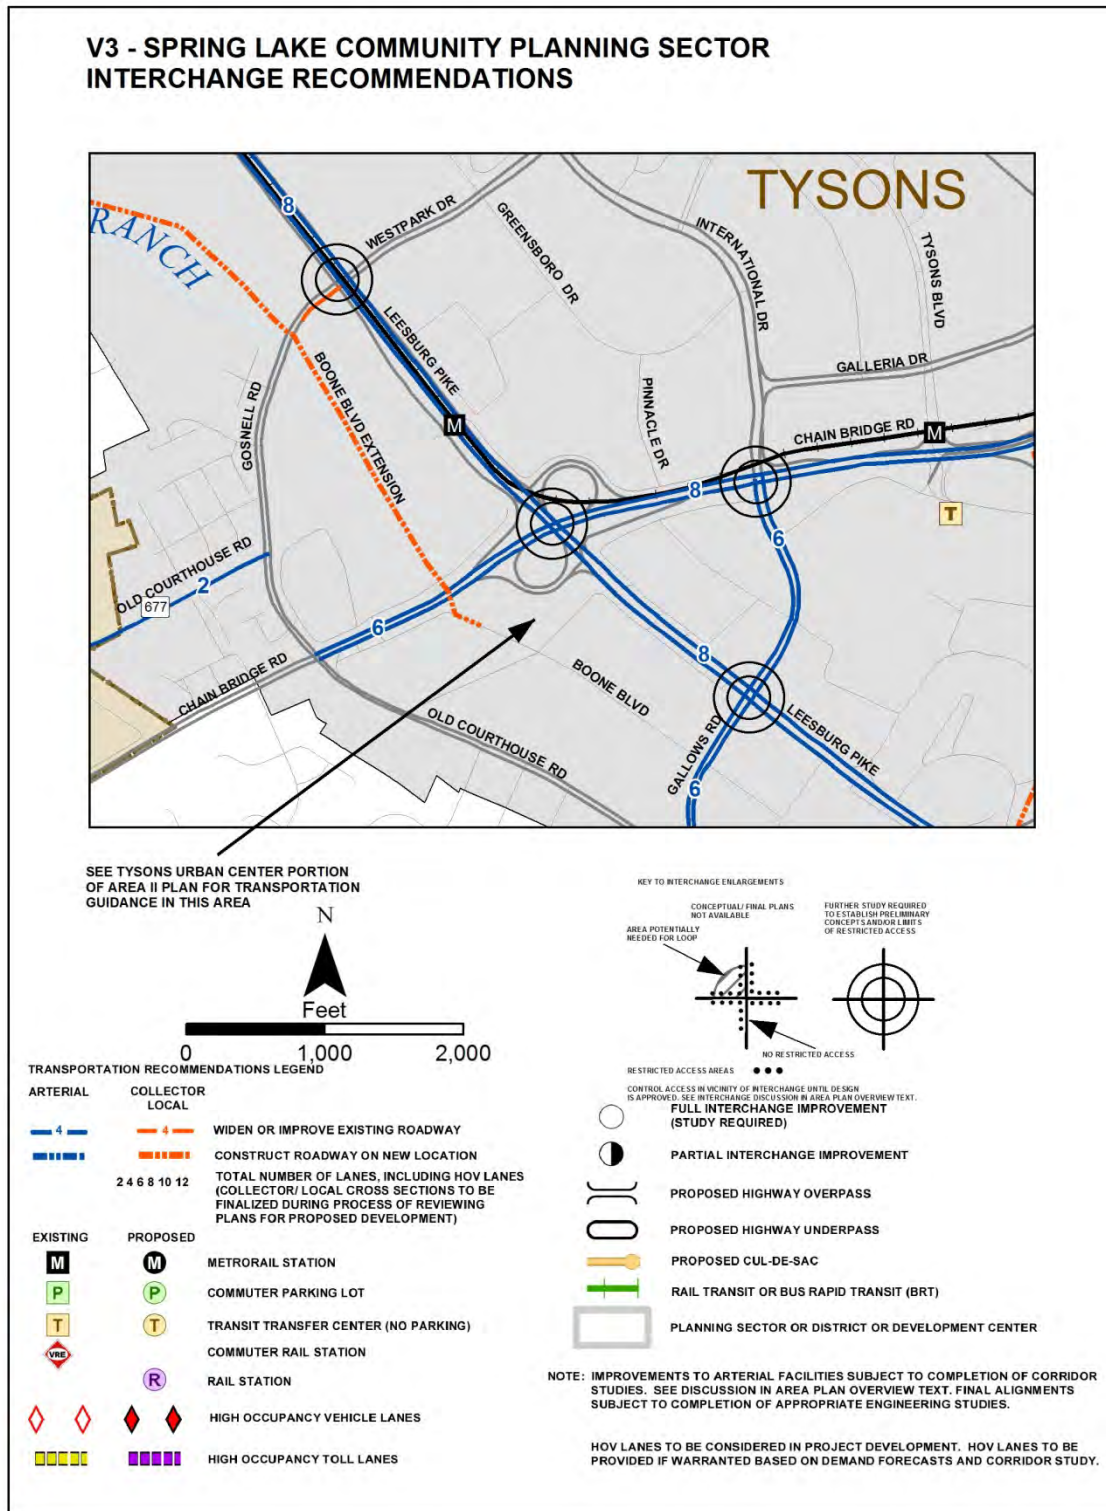 V3 - SPRING LAKE COMMUNITY PLANNING SECTOR
INTERCHANGE RECOMMENDATIONS
TYSONS
RANCH
8
WESTPARK DR
GREENSBORO DR
INTERNATIONAL DR
TYSONS BLVD
LEESBURG PIKE
GALLERIA DR
BOONE BLVD EXTENSION
GOSNELL RD
PINNACLE DR
CHAIN BRIDGE RD
M
M
8
T
6
OLD COURTHOUSE RD
2
677
6
CHAIN BRIDGE RD
8
BOONE BLVD
OLD COURTHOUSE RD
GALLOWS RD
LEESBURG PIKE
6
SEE TYSONS URBAN CENTER PORTION
OF AREA II PLAN FOR TRANSPORTATION
GUIDANCE IN THIS AREA
N
Feet
0 1,000 2,000
KEY TO INTERCHANGE ENLARGEMENTS
CONCEPTUAL/ FINAL PLANS
NOT AVAILABLE
AREA POTENTIALLY
NEEDED FOR LOOP
FURTHER STUDY REQUIRED
TO ESTABLISH PRELIMINARY
CONCEPTS AND/OR LIMITS
OF RESTRICTED ACCESS
NO RESTRICTED ACCESS
RESTRICTED ACCESS AREAS
CONTROL ACCESS IN VICINITY OF INTERCHANGE UNTIL DESIGN
IS APPROVED. SEE INTERCHANGE DISCUSSION IN AREA PLAN OVERVIEW TEXT.
TRANSPORTATION RECOMMENDATIONS LEGEND
ARTERIAL
COLLECTOR
LOCAL
4 4 WIDEN OR IMPROVE EXISTING ROADWAY
CONSTRUCT ROADWAY ON NEW LOCATION
2 4 6 8 10 12 TOTAL NUMBER OF LANES, INCLUDING HOV LANES
(COLLECTOR/ LOCAL CROSS SECTIONS TO BE
FINALIZED DURING PROCESS OF REVIEWING
PLANS FOR PROPOSED DEVELOPMENT)
EXISTING PROPOSED
M M METRORAIL STATION
P P COMMUTER PARKING LOT
T T TRANSIT TRANSFER CENTER (NO PARKING)
VRE COMMUTER RAIL STATION
R RAIL STATION
HIGH OCCUPANCY VEHICLE LANES
HIGH OCCUPANCY TOLL LANES
FULL INTERCHANGE IMPROVEMENT
(STUDY REQUIRED)
PARTIAL INTERCHANGE IMPROVEMENT
PROPOSED HIGHWAY OVERPASS
PROPOSED HIGHWAY UNDERPASS
PROPOSED CUL-DE-SAC
RAIL TRANSIT OR BUS RAPID TRANSIT (BRT)
PLANNING SECTOR OR DISTRICT OR DEVELOPMENT CENTER
NOTE: IMPROVEMENTS TO ARTERIAL FACILITIES SUBJECT TO COMPLETION OF CORRIDOR
STUDIES. SEE DISCUSSION IN AREA PLAN OVERVIEW TEXT. FINAL ALIGNMENTS
SUBJECT TO COMPLETION OF APPROPRIATE ENGINEERING STUDIES.
HOV LANES TO BE CONSIDERED IN PROJECT DEVELOPMENT. HOV LANES TO BE
PROVIDED IF WARRANTED BASED ON DEMAND FORECASTS AND CORRIDOR STUDY.